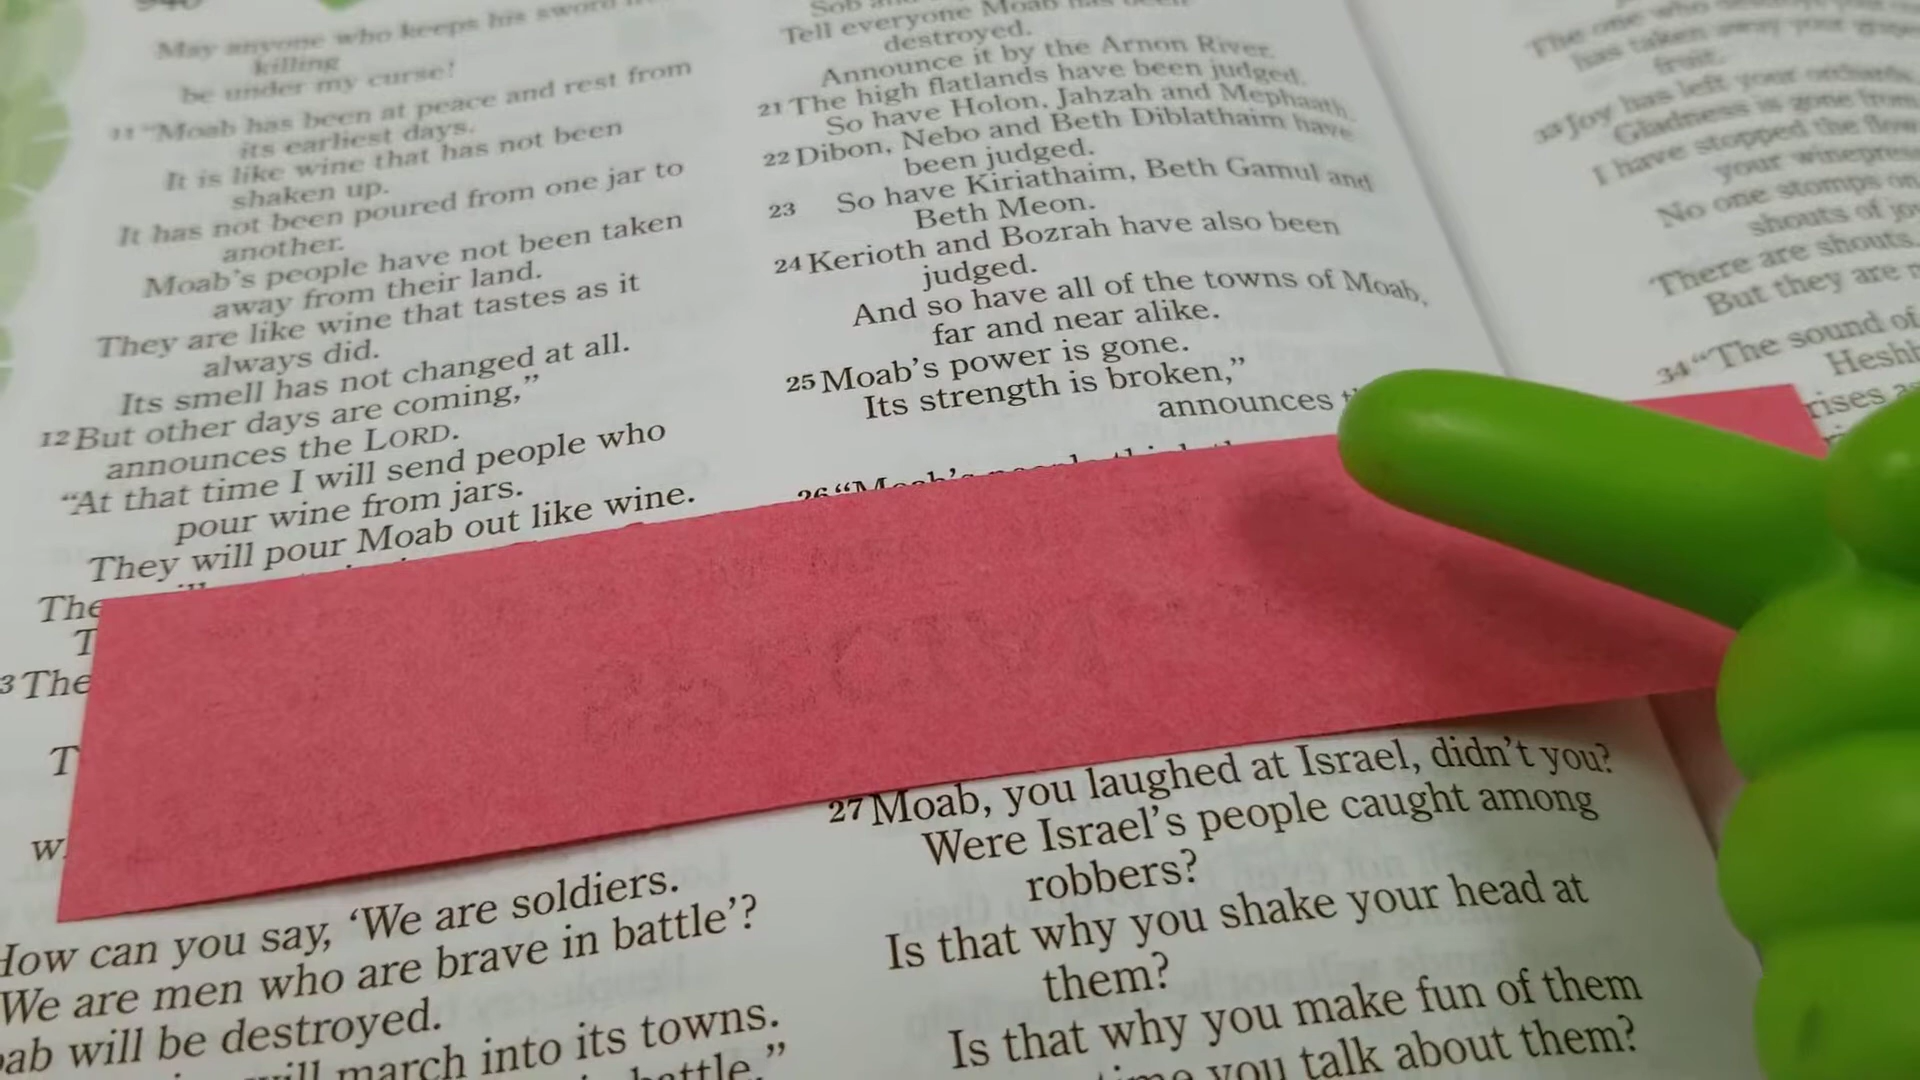 May anyone who keeps his sword
killing
be under my curse!
11 “Moab has been at peace and rest from
its earliest days.
It is like wine that has not been
shaken up.
It has not been poured from one jar to
another.
Moab’s people have not been taken
away from their land.
They are like wine that tastes as it
always did.
Its smell has not changed at all.
12 But other days are coming,”
announces the LORD.
“At that time I will send people who
pour wine from jars.
They will pour Moab out like wine.
The
T
3 The
T
w
How can you say, ‘We are soldiers.
We are men who are brave in battle’?
ab will be destroyed.
will march into its towns.
battle.”
Tell everyone Moab has been
destroyed.
Announce it by the Arnon River.
21 The high flatlands have been judged.
So have Holon, Jahzah and Mephaath.
22 Dibon, Nebo and Beth Diblathaim have
been judged.
23 So have Kiriathaim, Beth Gamul and
Beth Meon.
24 Kerioth and Bozrah have also been
judged.
And so have all of the towns of Moab,
far and near alike.
25 Moab’s power is gone.
Its strength is broken,”
announces
26 “Moab’s people
27 Moab, you laughed at Israel, didn’t you?
Were Israel’s people caught among
robbers?
Is that why you shake your head at
them?
Is that why you make fun of them
time you talk about them?
The one who
has taken away your
fruit.
33 Joy has left your orchards.
Gladness is gone from
I have stopped the flow
your winepres
No one stomps on
shouts of jo
There are shouts.
But they are n
34 “The sound of
Heshb
rises